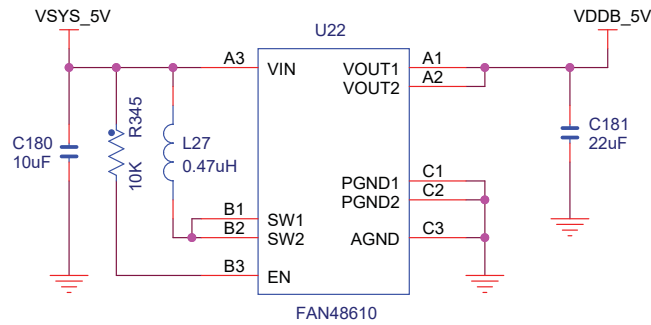 VSYS_5V
U22
VDDB_5V
A3
VIN
VOUT1
A1
VOUT2
A2
C180
10uF
R345
10K
L27
0.47uH
C181
22uF
PGND1
C1
PGND2
C2
B1
SW1
B2
SW2
AGND
C3
B3
EN
FAN48610